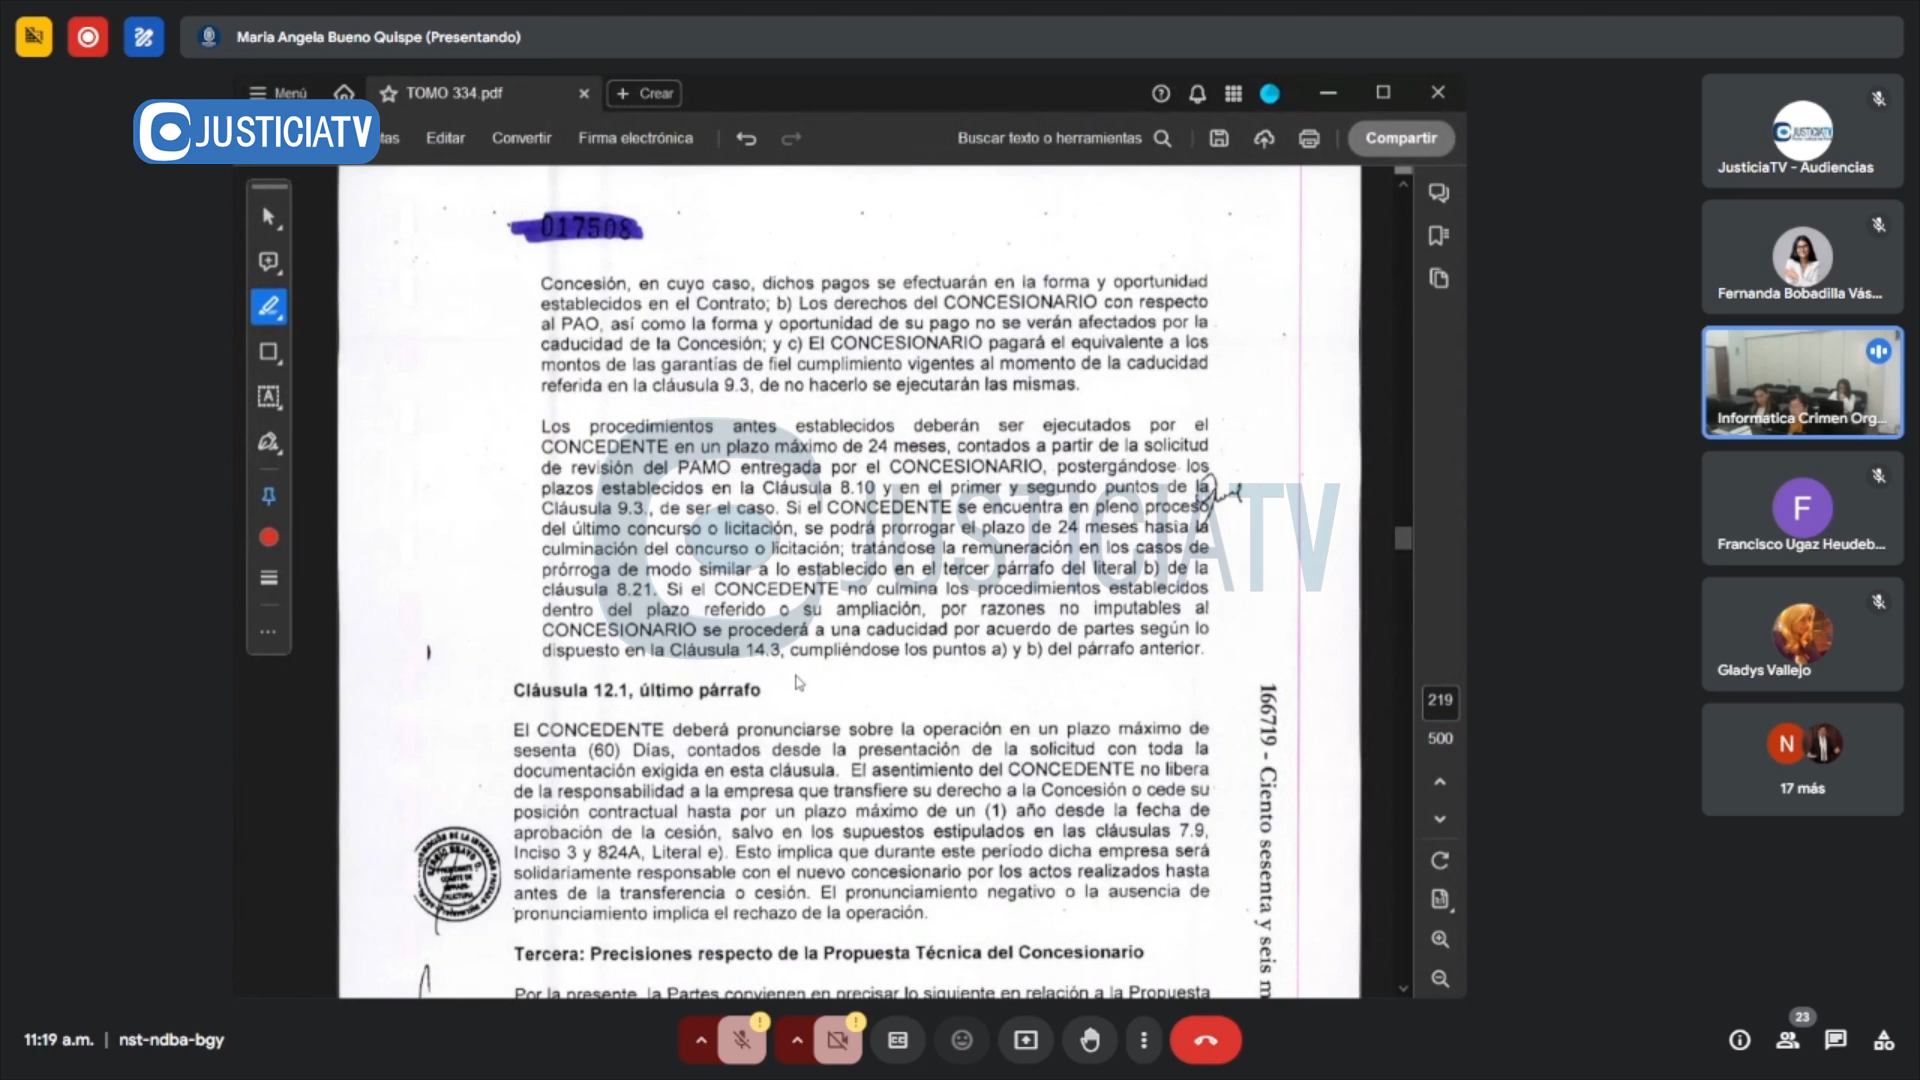 Maria Angela Bueno Quispe (Presentando)
Menú
TOMO 334.pdf
Crear
JUSTICIATV
tas
Editar
Convertir
Firma electrónica
Buscar texto o herramientas
Compartir
017508
Concesión, en cuyo caso, dichos pagos se efectuarán en la forma y oportunidad
establecidos en el Contrato; b) Los derechos del CONCESIONARIO con respecto
al PAO, así como la forma y oportunidad de su pago no se verán afectados por la
caducidad de la Concesión; y c) El CONCESIONARIO pagará el equivalente a los
montos de las garantías de fiel cumplimiento vigentes al momento de la caducidad
referida en la cláusula 9.3, de no hacerlo se ejecutarán las mismas.
Los procedimientos antes establecidos deberán ser ejecutados por el
CONCEDENTE en un plazo máximo de 24 meses, contados a partir de la solicitud
de revisión del PAMO entregada por el CONCESIONARIO, postergándose los
plazos establecidos en la Cláusula 8.10 y en el primer y segundo puntos de la
Cláusula 9.3., de ser el caso. Si el CONCEDENTE se encuentra en pleno proceso
del último concurso o licitación, se podrá prorrogar el plazo de 24 meses hasta la
culminación del concurso o licitación; tratándose la remuneración en los casos de
prórroga de modo similar a lo establecido en el tercer párrafo del literal b) de la
cláusula 8.21. Si el CONCEDENTE no culmina los procedimientos establecidos
dentro del plazo referido o su ampliación, por razones no imputables al
CONCESIONARIO se procederá a una caducidad por acuerdo de partes según lo
dispuesto en la Cláusula 14.3, cumpliéndose los puntos a) y b) del párrafo anterior.
JUSTICIATV
Cláusula 12.1, último párrafo
El CONCEDENTE deberá pronunciarse sobre la operación en un plazo máximo de
sesenta (60) Días, contados desde la presentación de la solicitud con toda la
documentación exigida en esta cláusula. El asentimiento del CONCEDENTE no libera
de la responsabilidad a la empresa que transfiere su derecho a la Concesión o cede su
posición contractual hasta por un plazo máximo de un (1) año desde la fecha de
aprobación de la cesión, salvo en los supuestos estipulados en las cláusulas 7.9,
Inciso 3 y 824A, Literal e). Esto implica que durante este período dicha empresa será
solidariamente responsable con el nuevo concesionario por los actos realizados hasta
antes de la transferencia o cesión. El pronunciamiento negativo o la ausencia de
pronunciamiento implica el rechazo de la operación.
Tercera: Precisiones respecto de la Propuesta Técnica del Concesionario
Por la presente, la Partes convienen en precisar lo siguiente en relación a la Propuesta
166719 - Ciento sesenta y seis m
219
500
JUSTICIATV
JusticiaTV - Audiencias
Fernanda Bobadilla Vás...
Informatica Crimen Org...
F
Francisco Ugaz Heudeb...
Gladys Vallejo
N
17 más
11:19 a.m. | nst-ndba-bgy
23